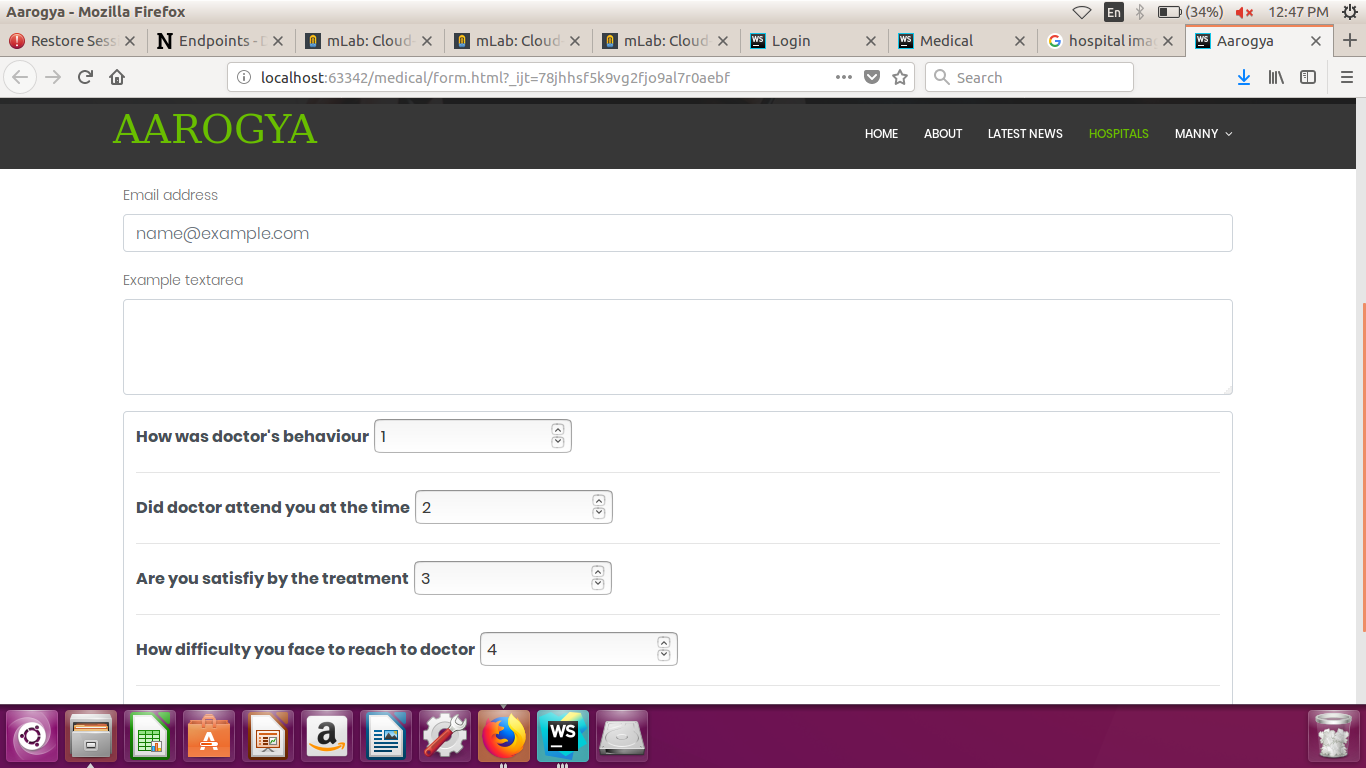 Aarogya - Mozilla Firefox
En (34%) 12:47 PM
Restore Sess Endpoints - D mLab: Cloud- mLab: Cloud- mLab: Cloud- Login Medical hospital ima Aarogya
localhost:63342/medical/form.html?_ijt=78jhhsf5k9vg2fjo9al7r0aebf Search
AAROGYA HOME ABOUT LATEST NEWS HOSPITALS MANNY
Email address
name@example.com
Example textarea
How was doctor's behaviour 1
Did doctor attend you at the time 2
Are you satisfiy by the treatment 3
How difficulty you face to reach to doctor 4
WS